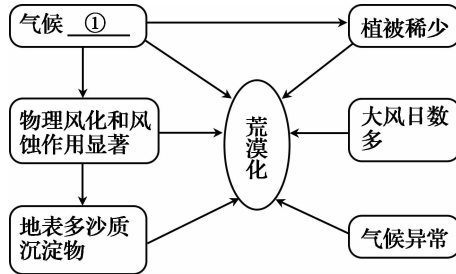 气候 ①
植被稀少
物理风化和风
蚀作用显著
荒
漠
化
大风日数
多
地表多沙质
沉淀物
气候异常